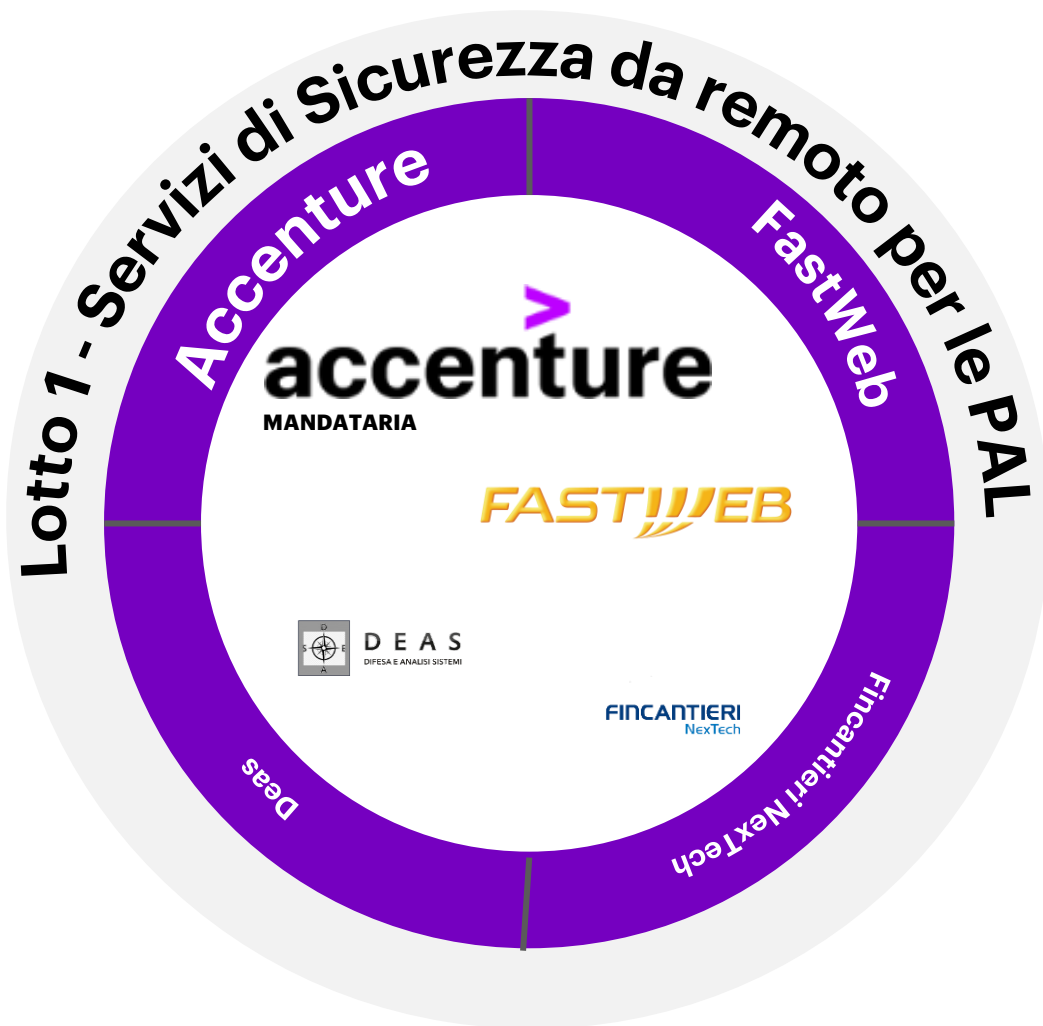 Lotto 1 - Servizi di Sicurezza da remoto per le PAL
Accenture
FastWeb
accenture
MANDATARIA
FASTWEB
D
S E
A
DEAS
DIFESA E ANALISI SISTEMI
FINCANTIERI
NexTech
Deas
Fincantieri NexTech